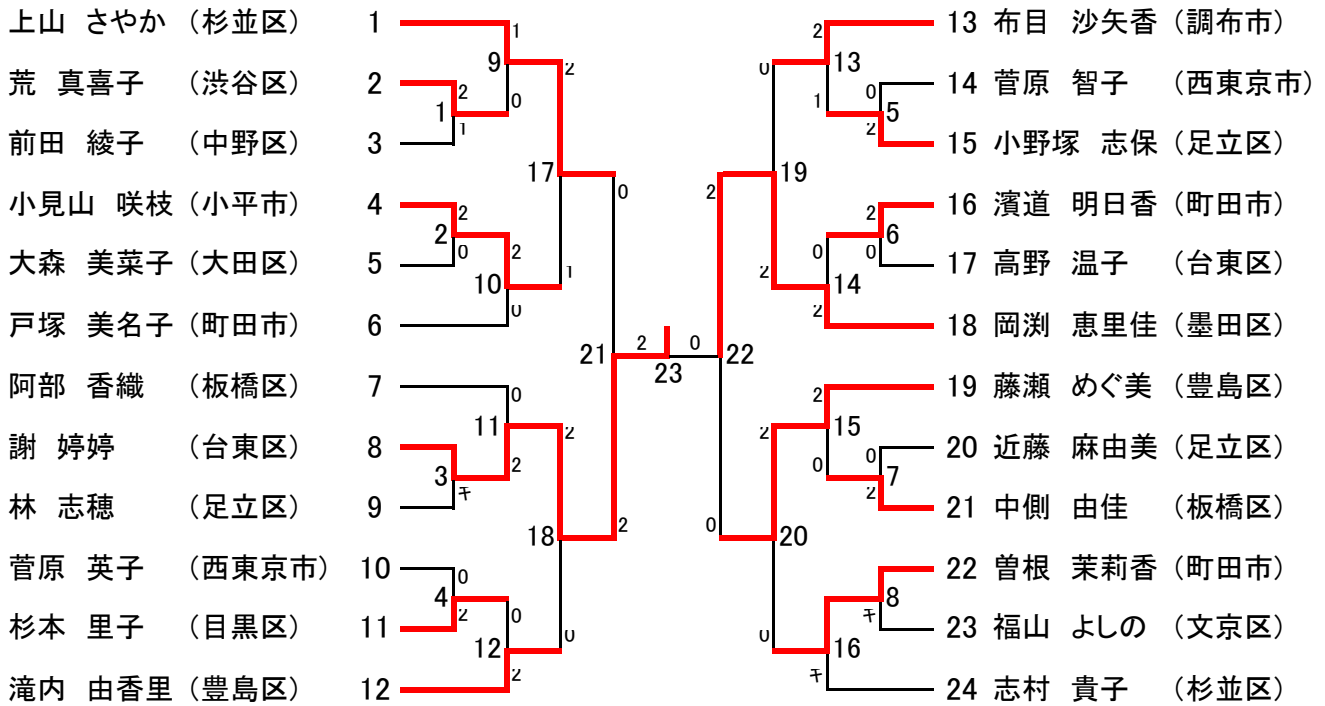 上山 さやか (杉並区) 1
荒 真喜子 (渋谷区) 2
前田 綾子 (中野区) 3
小見山 咲枝 (小平市) 4
大森 美菜子 (大田区) 5
戸塚 美名子 (町田市) 6
阿部 香織 (板橋区) 7
謝 婷婷 (台東区) 8
林 志穂 (足立区) 9
菅原 英子 (西東京市) 10
杉本 里子 (目黒区) 11
滝内 由香里 (豊島区) 12
1
9
0
2
1
1
2
2
0
2
10
0
2
17
1
0
11
2
3
キ
0
4
2
0
12
2
2
18
0
0
21
2
2
23
0
2
22
0
0
19
2
2
20
0
2
13
1
0
5
2
2
6
0
0
14
2
2
15
0
0
7
2
8
キ
16
キ
13 布目 沙矢香 (調布市)
14 菅原 智子 (西東京市)
15 小野塚 志保 (足立区)
16 濱道 明日香 (町田市)
17 高野 温子 (台東区)
18 岡渕 恵里佳 (墨田区)
19 藤瀬 めぐ美 (豊島区)
20 近藤 麻由美 (足立区)
21 中側 由佳 (板橋区)
22 曽根 茉莉香 (町田市)
23 福山 よしの (文京区)
24 志村 貴子 (杉並区)